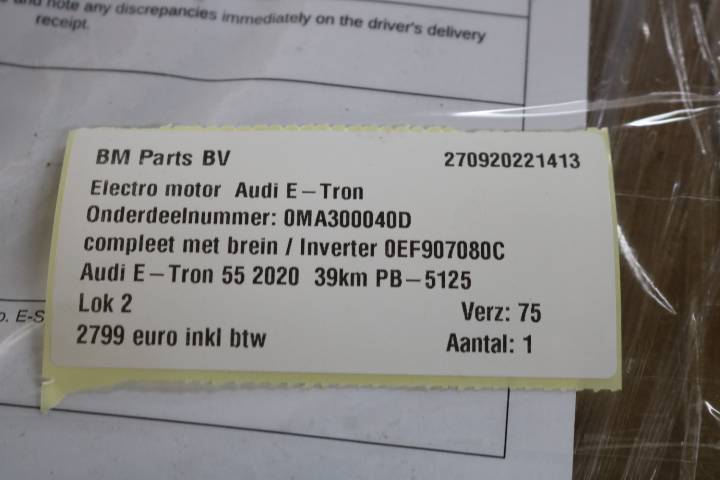 and note any discrepancies immediately on the driver's delivery
receipt.
BM Parts BV 270920221413
Electro motor Audi E-Tron
Onderdeelnummer: 0MA300040D
compleet met brein / Inverter 0EF907080C
Audi E-Tron 55 2020 39km PB-5125
Lok 2 Verz: 75
2799 euro inkl btw Aantal: 1